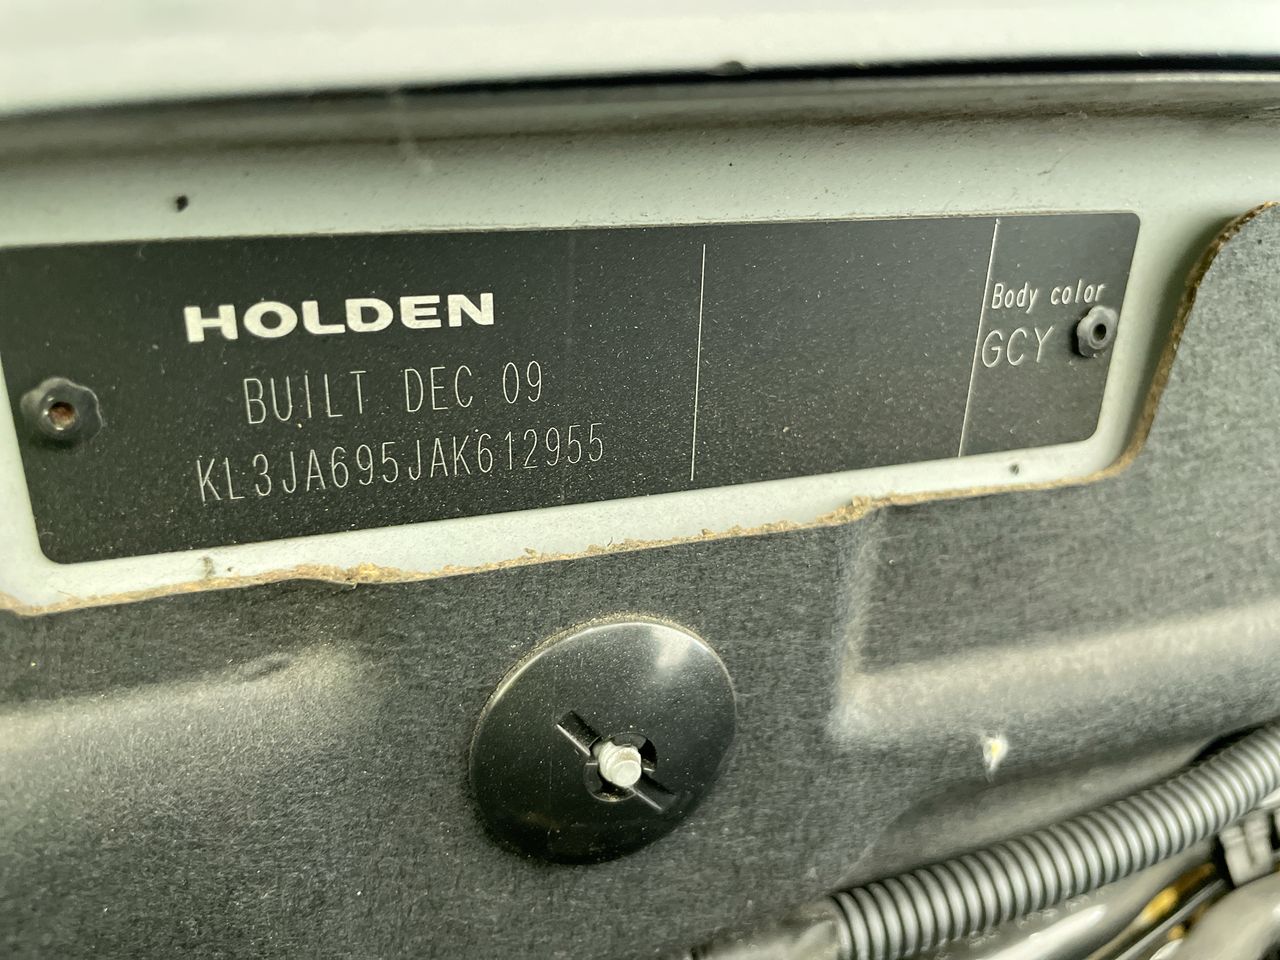 HOLDEN
BUILT DEC 09
KL3JA695JAK612955
Body color
GCY